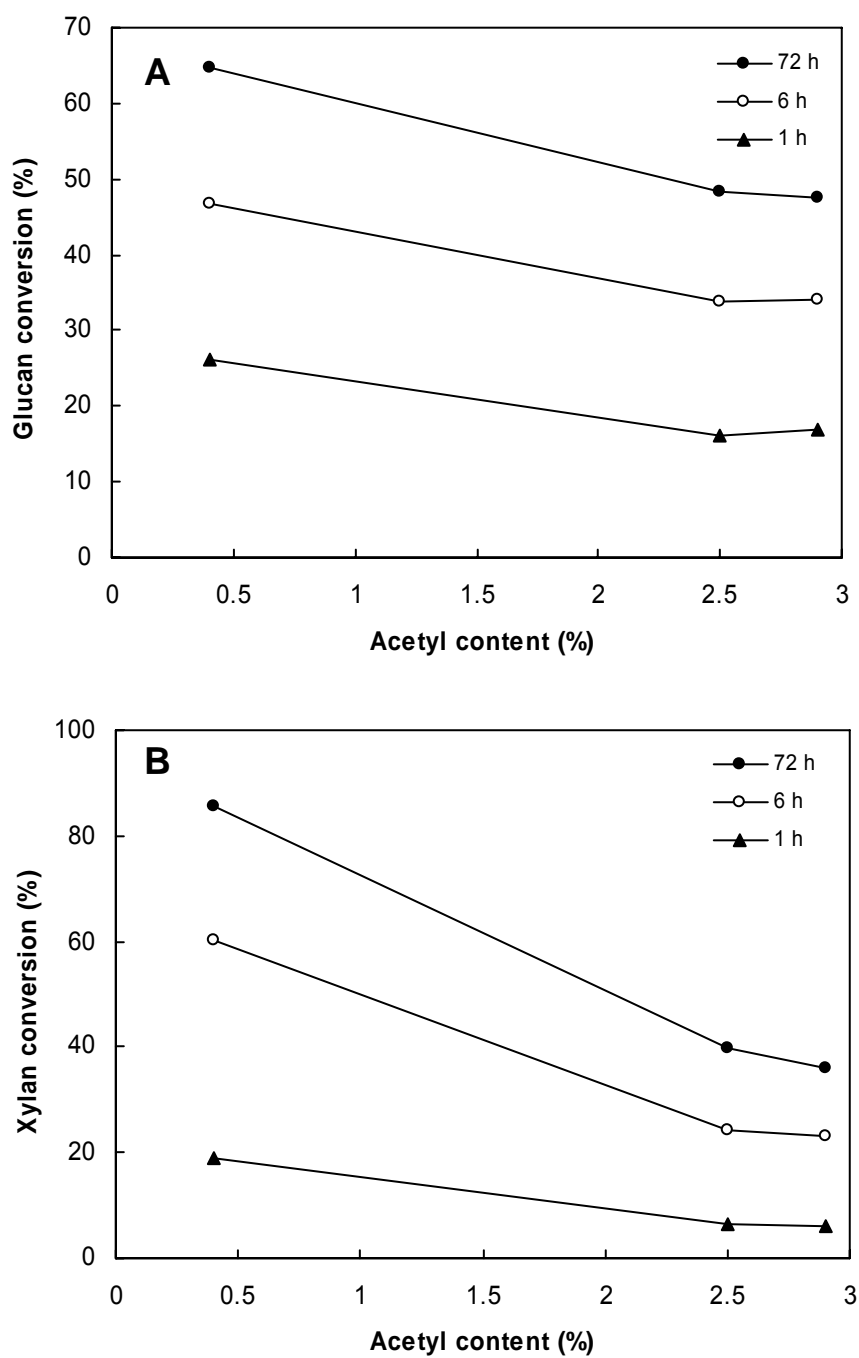 70
60
50
40
30
20
10
0
Glucan conversion (%)
A
72 h
6 h
1 h
0 0.5 1 1.5 2 2.5 3
Acetyl content (%)
100
80
60
40
20
0
Xylan conversion (%)
B
72 h
6 h
1 h
0 0.5 1 1.5 2 2.5 3
Acetyl content (%)